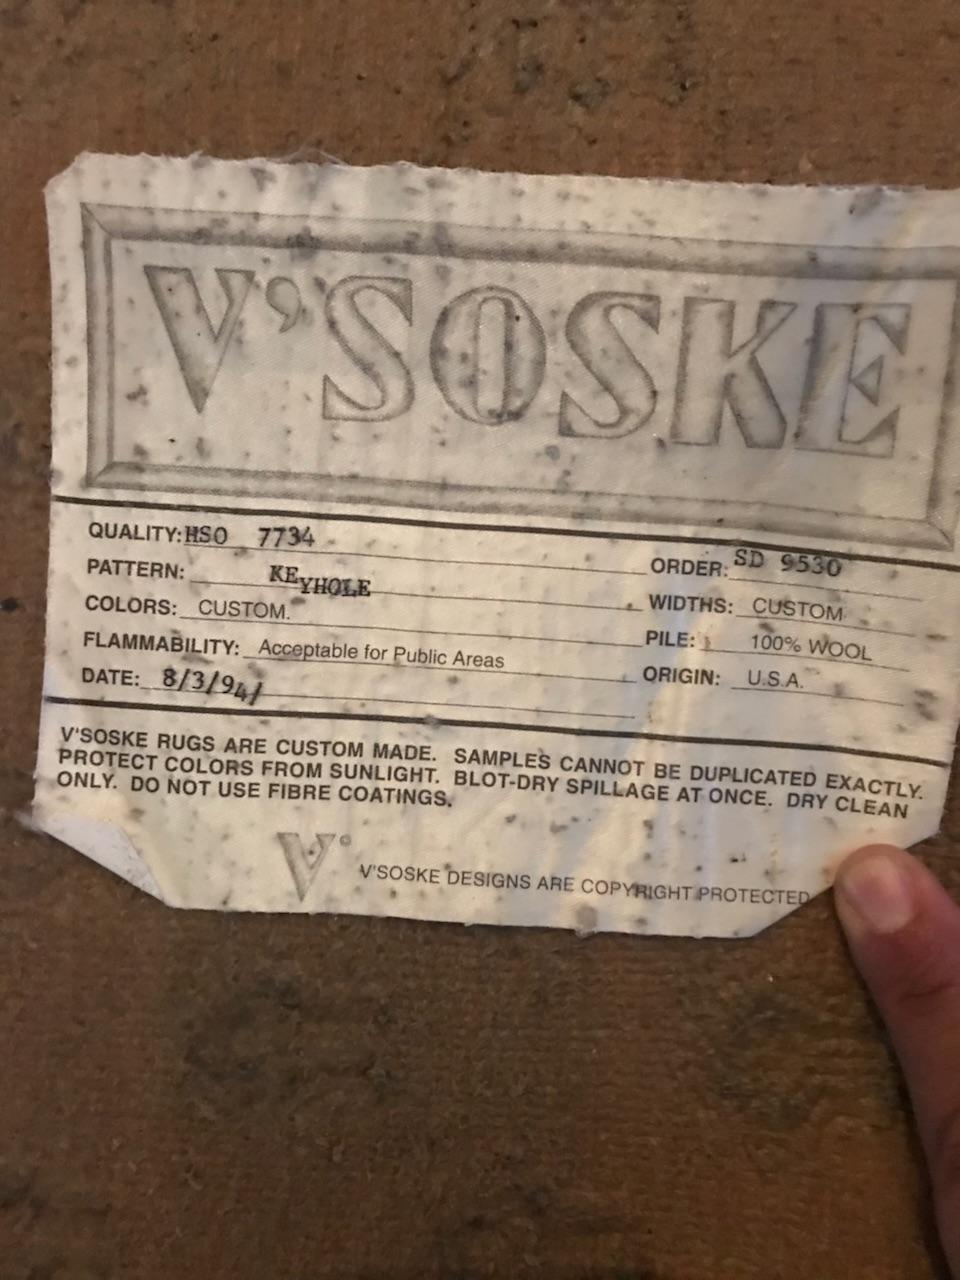 V'SOSKE
QUALITY: HSO 7734
ORDER: SD 9530
PATTERN: KEYHOLE
WIDTHS: CUSTOM
COLORS: CUSTOM.
PILE: 100% WOOL
FLAMMABILITY: Acceptable for Public Areas
ORIGIN: U.S.A.
DATE: 8/3/94/
V'SOSKE RUGS ARE CUSTOM MADE. SAMPLES CANNOT BE DUPLICATED EXACTLY.
PROTECT COLORS FROM SUNLIGHT. BLOT-DRY SPILLAGE AT ONCE. DRY CLEAN
ONLY. DO NOT USE FIBRE COATINGS.
V'
V'SOSKE DESIGNS ARE COPYRIGHT PROTECTED